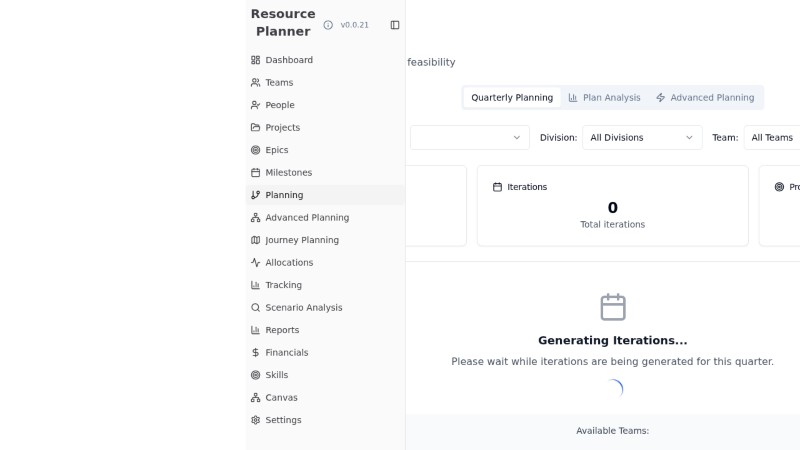 Resource
Planner
v0.0.21
Dashboard
Teams
People
Projects
Epics
Milestones
Planning
Advanced Planning
Journey Planning
Allocations
Tracking
Scenario Analysis
Reports
Financials
Skills
Canvas
Settings
feasibility
Quarterly Planning
Plan Analysis
Advanced Planning
Division: All Divisions
Team: All Teams
Iterations
0
Total iterations
Pro
Generating Iterations...
Please wait while iterations are being generated for this quarter.
Available Teams: